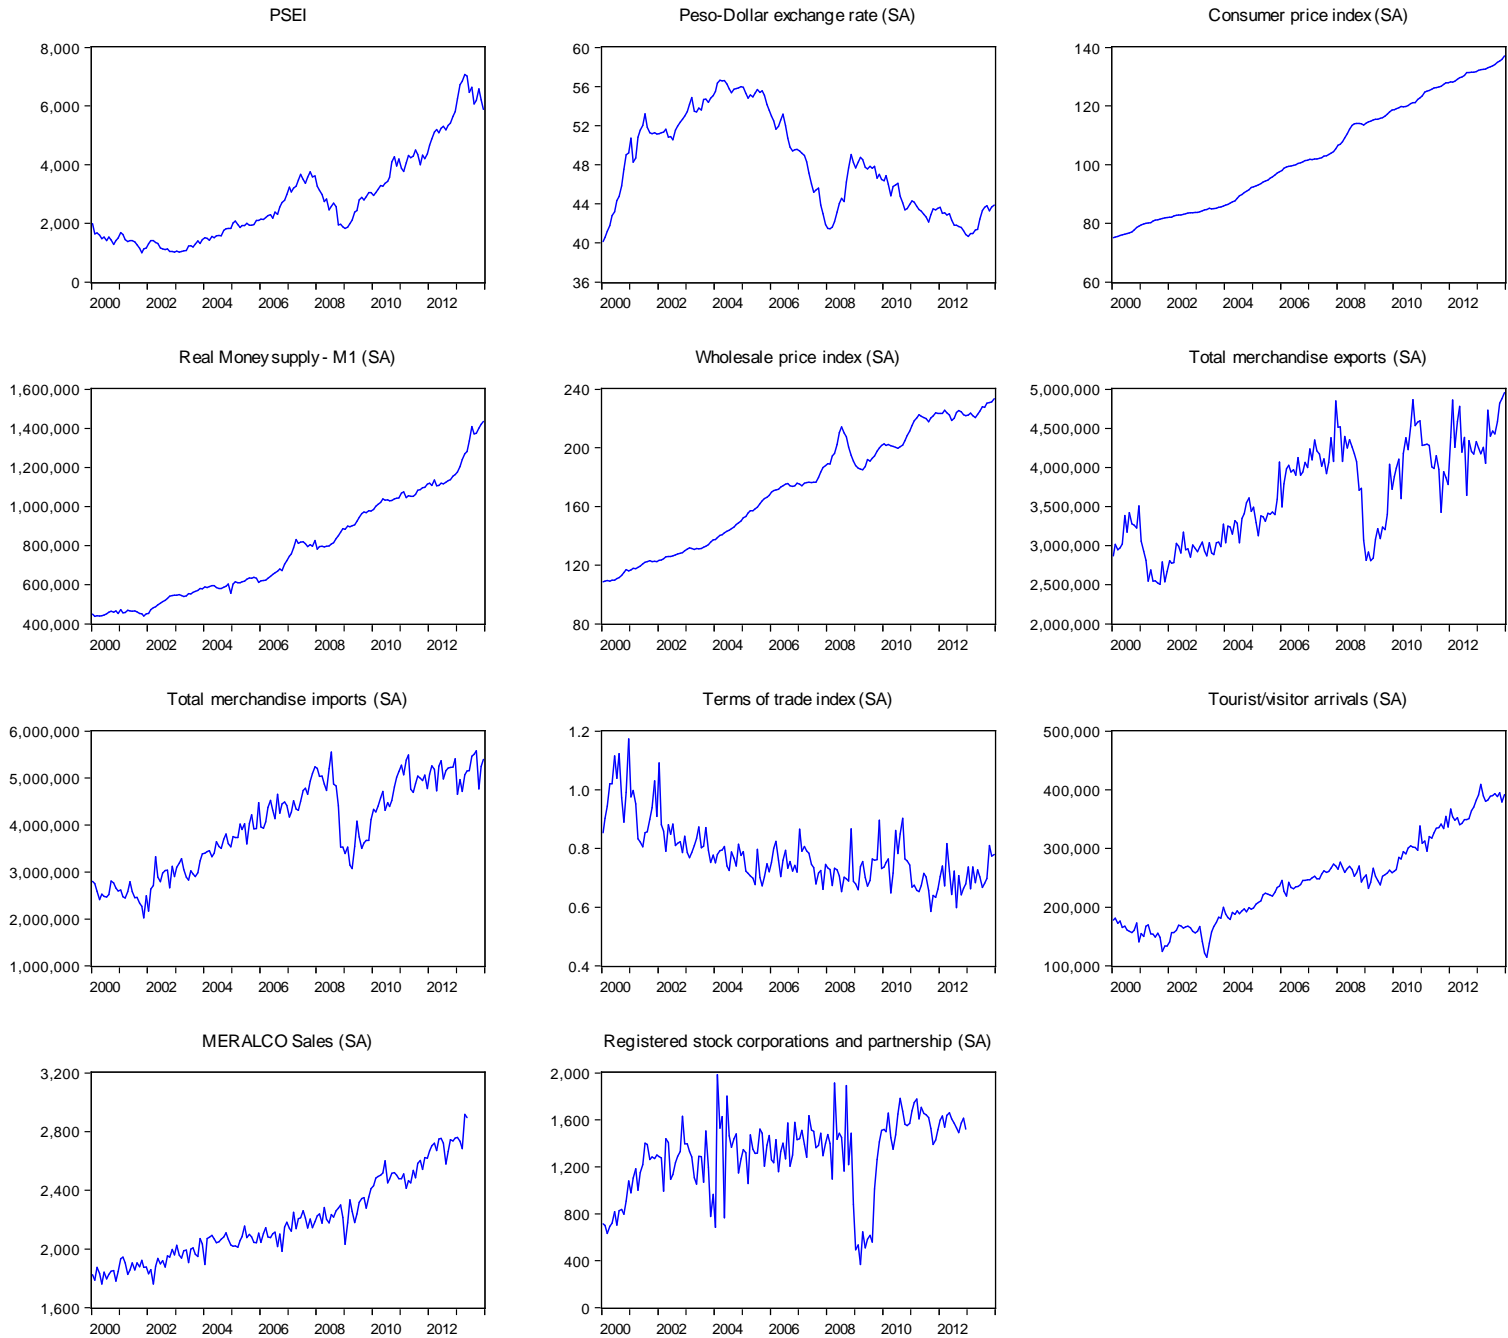 PSEI
8,000
6,000
4,000
2,000
0
2000 2002 2004 2006 2008 2010 2012
Peso-Dollar exchange rate (SA)
60
56
52
48
44
40
36
2000 2002 2004 2006 2008 2010 2012
Consumer price index (SA)
140
120
100
80
60
2000 2002 2004 2006 2008 2010 2012
Real Money supply - M1 (SA)
1,600,000
1,400,000
1,200,000
1,000,000
800,000
600,000
400,000
2000 2002 2004 2006 2008 2010 2012
Wholesale price index (SA)
240
200
160
120
80
2000 2002 2004 2006 2008 2010 2012
Total merchandise exports (SA)
5,000,000
4,500,000
4,000,000
3,500,000
3,000,000
2,500,000
2,000,000
2000 2002 2004 2006 2008 2010 2012
Total merchandise imports (SA)
6,000,000
5,000,000
4,000,000
3,000,000
2,000,000
1,000,000
2000 2002 2004 2006 2008 2010 2012
Terms of trade index (SA)
1.2
1.0
0.8
0.6
0.4
2000 2002 2004 2006 2008 2010 2012
Tourist/visitor arrivals (SA)
500,000
400,000
300,000
200,000
100,000
2000 2002 2004 2006 2008 2010 2012
MERALCO Sales (SA)
3,200
2,800
2,400
2,000
1,600
2000 2002 2004 2006 2008 2010 2012
Registered stock corporations and partnership (SA)
2,000
1,600
1,200
800
400
0
2000 2002 2004 2006 2008 2010 2012